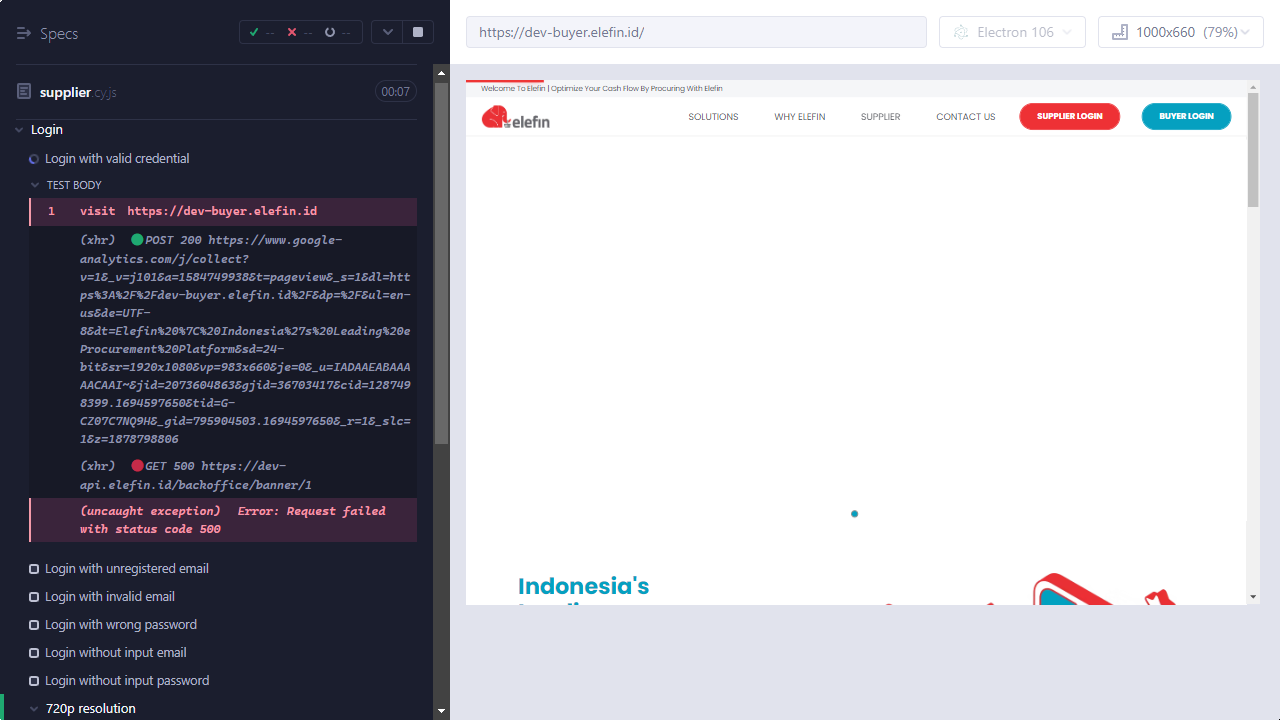 Specs
--
--
--
supplier.cy.js
00:07
Login
Login with valid credential
TEST BODY
1 visit https://dev-buyer.elefin.id
(xhr) POST 200 https://www.google-
analytics.com/j/collect?
v=1&_v=j101&a=1584749938&t=pageview&_s=1&dl=htt
ps%3A%2F%2Fdev-buyer.elefin.id%2F&dp=%2F&ul=en-
us&de=UTF-
8&dt=Elefin%20%7C%20Indonesia%27s%20Leading%20e
Procurement%20Platform&sd=24-
bit&sr=1920x1080&vp=983x660&je=0&_u=IADAAEABAAAA
AACAAI~&jid=2073604863&gjid=36703417&cid=128749
8399.1694597650&tid=G-
CZ07C7NQ9H&_gid=795904503.1694597650&_r=1&_slc=
1&z=1878798806
(xhr) GET 500 https://dev-
api.elefin.id/backoffice/banner/1
(uncaught exception) Error: Request failed
with status code 500
Login with unregistered email
Login with invalid email
Login with wrong password
Login without input email
Login without input password
720p resolution
https://dev-buyer.elefin.id/
Electron 106
1000x660 (79%)
Welcome To Elefin | Optimize Your Cash Flow By Procuring With Elefin
elefin
SOLUTIONS
WHY ELEFIN
SUPPLIER
CONTACT US
SUPPLIER LOGIN
BUYER LOGIN
Indonesia's